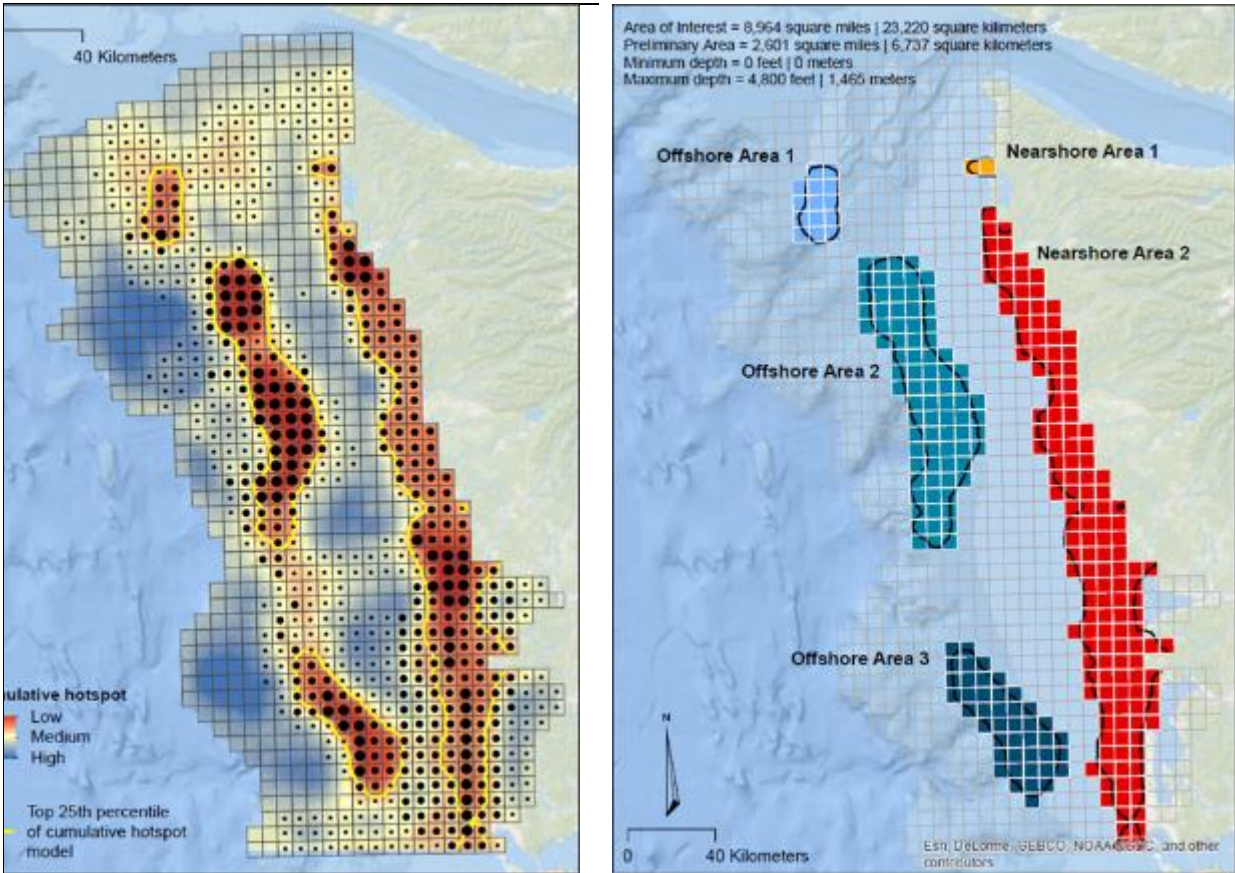 40 Kilometers
ulative hotspot
Low
Medium
High
Top 25th percentile
of cumulative hotspot
model
Area of Interest = 8,964 square miles | 23,220 square kilimeters
Preliminary Area = 2,601 square miles | 6,737 square kilometers
Minimum depth = 0 feet | 0 meters
Maximum depth = 4,800 feet | 1,465 meters
Offshore Area 1
Nearshore Area 1
Nearshore Area 2
Offshore Area 2
Offshore Area 3
N
0 40 Kilometers
Esri, DeLorme, GEBCO, NOAA and other
contributors